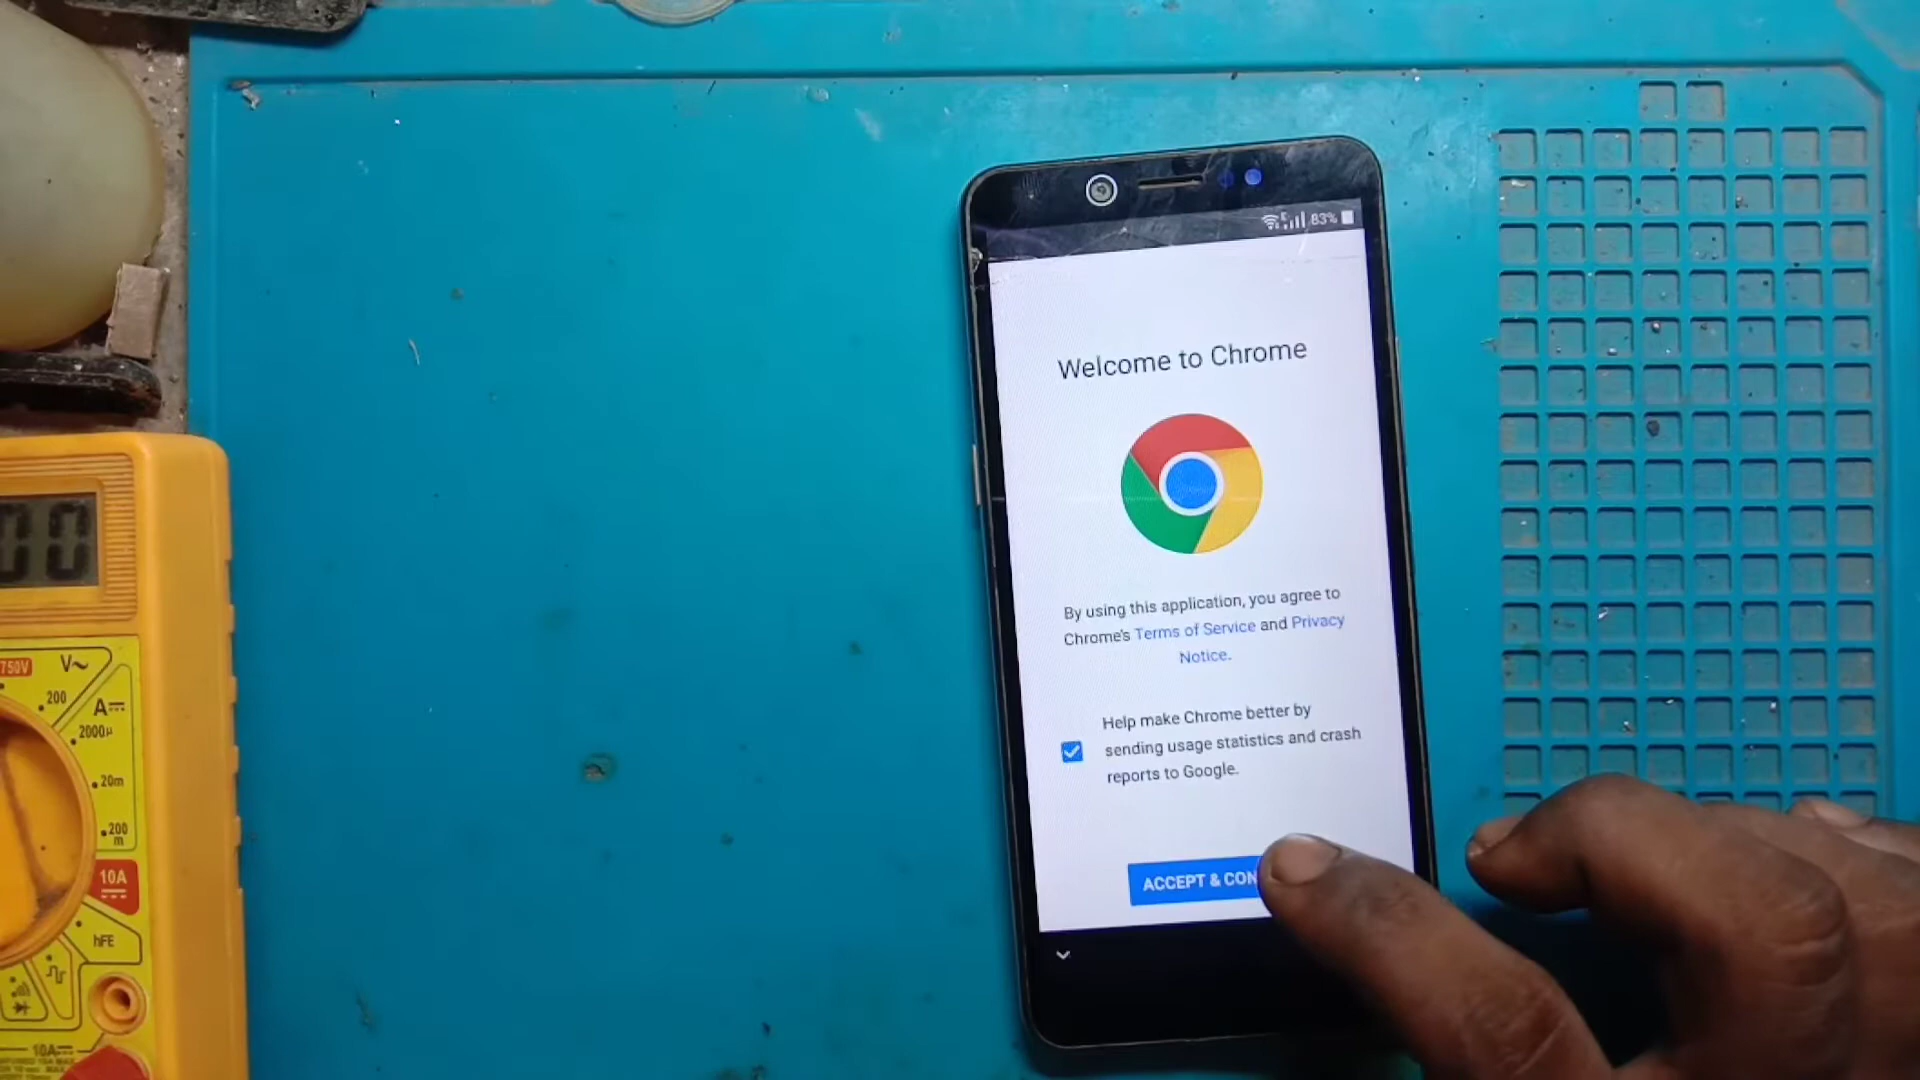 83%
Welcome to Chrome
By using this application, you agree to
Chrome's Terms of Service and Privacy
Notice.
Help make Chrome better by
sending usage statistics and crash
reports to Google.
ACCEPT & CON
00
750V
V~
200
A
2000µ
20m
200
m
10A
hFE
10A